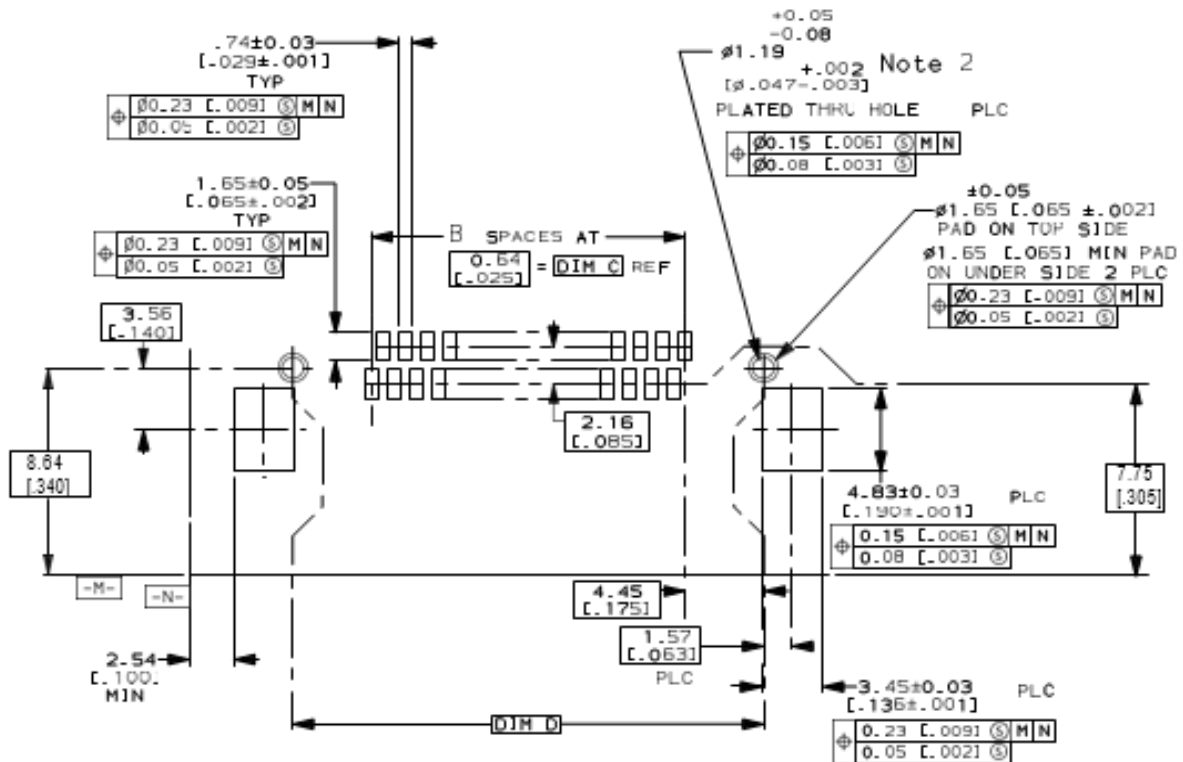 .74±0.03
[.029±.001]
TYP
⌖ Ø0.23 [.009] Ⓢ M N
Ø0.05 [.002] Ⓢ
1.65±0.05
[.065±.002]
TYP
⌖ Ø0.23 [.009] Ⓢ M N
Ø0.05 [.002] Ⓢ
3.56
[.140]
8.64
[.340]
-M-
-N-
2.54
[.100.
MIN
B SPACES AT
0.64
[.025]
= DIM C REF
2.16
[.085]
+0.05
-0.08
ø1.19
+.002 Note 2
[ø.047-.003]
PLATED THRU HOLE PLC
⌖ Ø0.15 [.006] Ⓢ M N
Ø0.08 [.003] Ⓢ
±0.05
ø1.65 [.065 ±.002]
PAD ON TOP SIDE
ø1.65 [.065] MIN PAD
ON UNDER SIDE 2 PLC
⌖ Ø0.23 [.009] Ⓢ M N
Ø0.05 [.002] Ⓢ
7.75
[.305]
4.83±0.03 PLC
[.190±.001]
⌖ 0.15 [.006] Ⓢ M N
0.08 [.003] Ⓢ
4.45
[.175]
1.57
[.063]
PLC
3.45±0.03 PLC
[.136±.001]
⌖ 0.23 [.009] Ⓢ M N
0.05 [.002] Ⓢ
DIM D